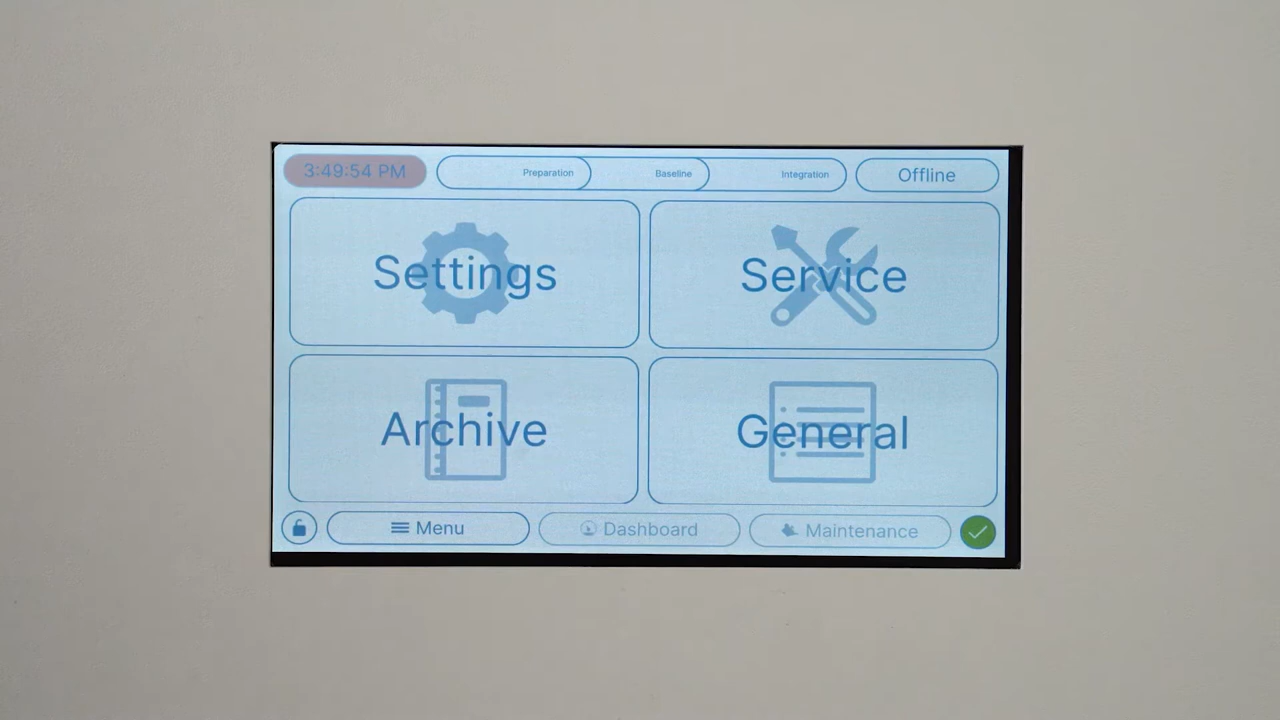 3:49:54 PM Preparation Baseline Integration Offline
Settings Service
Archive General
Menu Dashboard Maintenance